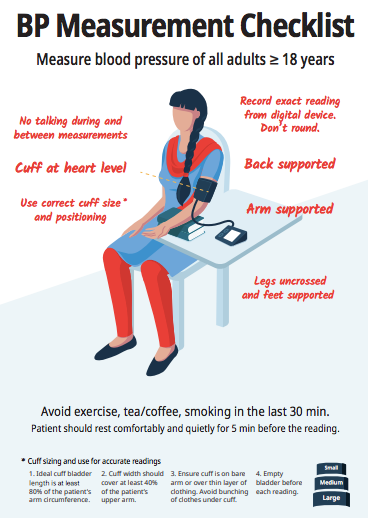 BP Measurement Checklist
Measure blood pressure of all adults ≥ 18 years
No talking during and
between measurements
Cuff at heart level
Use correct cuff size*
and positioning
Record exact reading
from digital device.
Don't round.
Back supported
Arm supported
Legs uncrossed
and feet supported
Avoid exercise, tea/coffee, smoking in the last 30 min.
Patient should rest comfortably and quietly for 5 min before the reading.
* Cuff sizing and use for accurate readings
1. Ideal cuff bladder
length is at least
80% of the patient's
arm circumference.
2. Cuff width should
cover at least 40%
of the patient's
upper arm.
3. Ensure cuff is on bare
arm or over thin layer of
clothing. Avoid bunching
of clothes under cuff.
4. Empty
bladder before
each reading.
Small
Medium
Large